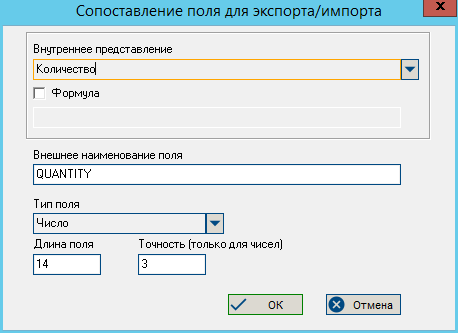 Сопоставление поля для экспорта/импорта
x
Внутреннее представление
Количество
Формула
Внешнее наименование поля
QUANTITY
Тип поля
Число
Длина поля Точность (только для чисел)
14 3
ОК Отмена